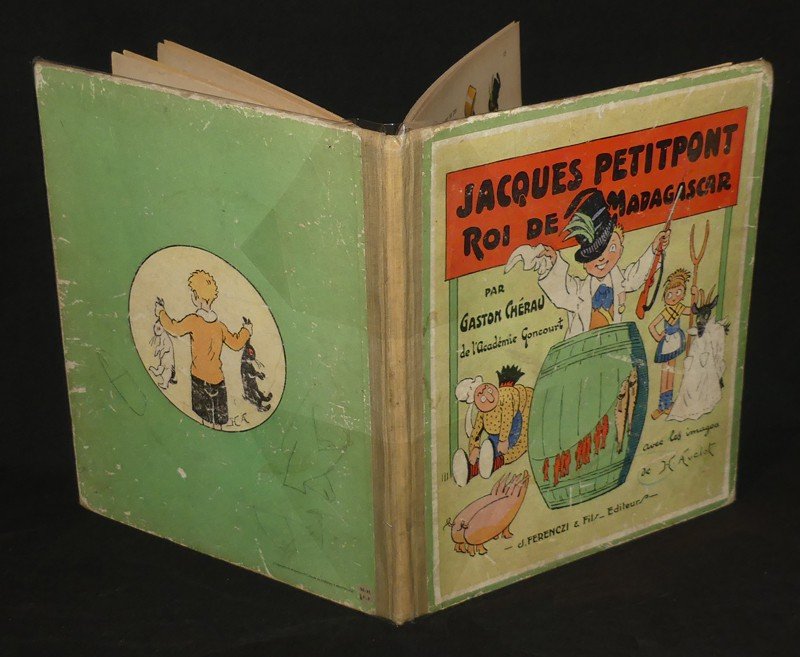 JACQUES PETITPONT
ROI DE MADAGASCAR
PAR
GASTON CHÉRAU
de l'Académie Goncourt
avec les images
de
— J. FERENCZI & Fils — Editeurs —